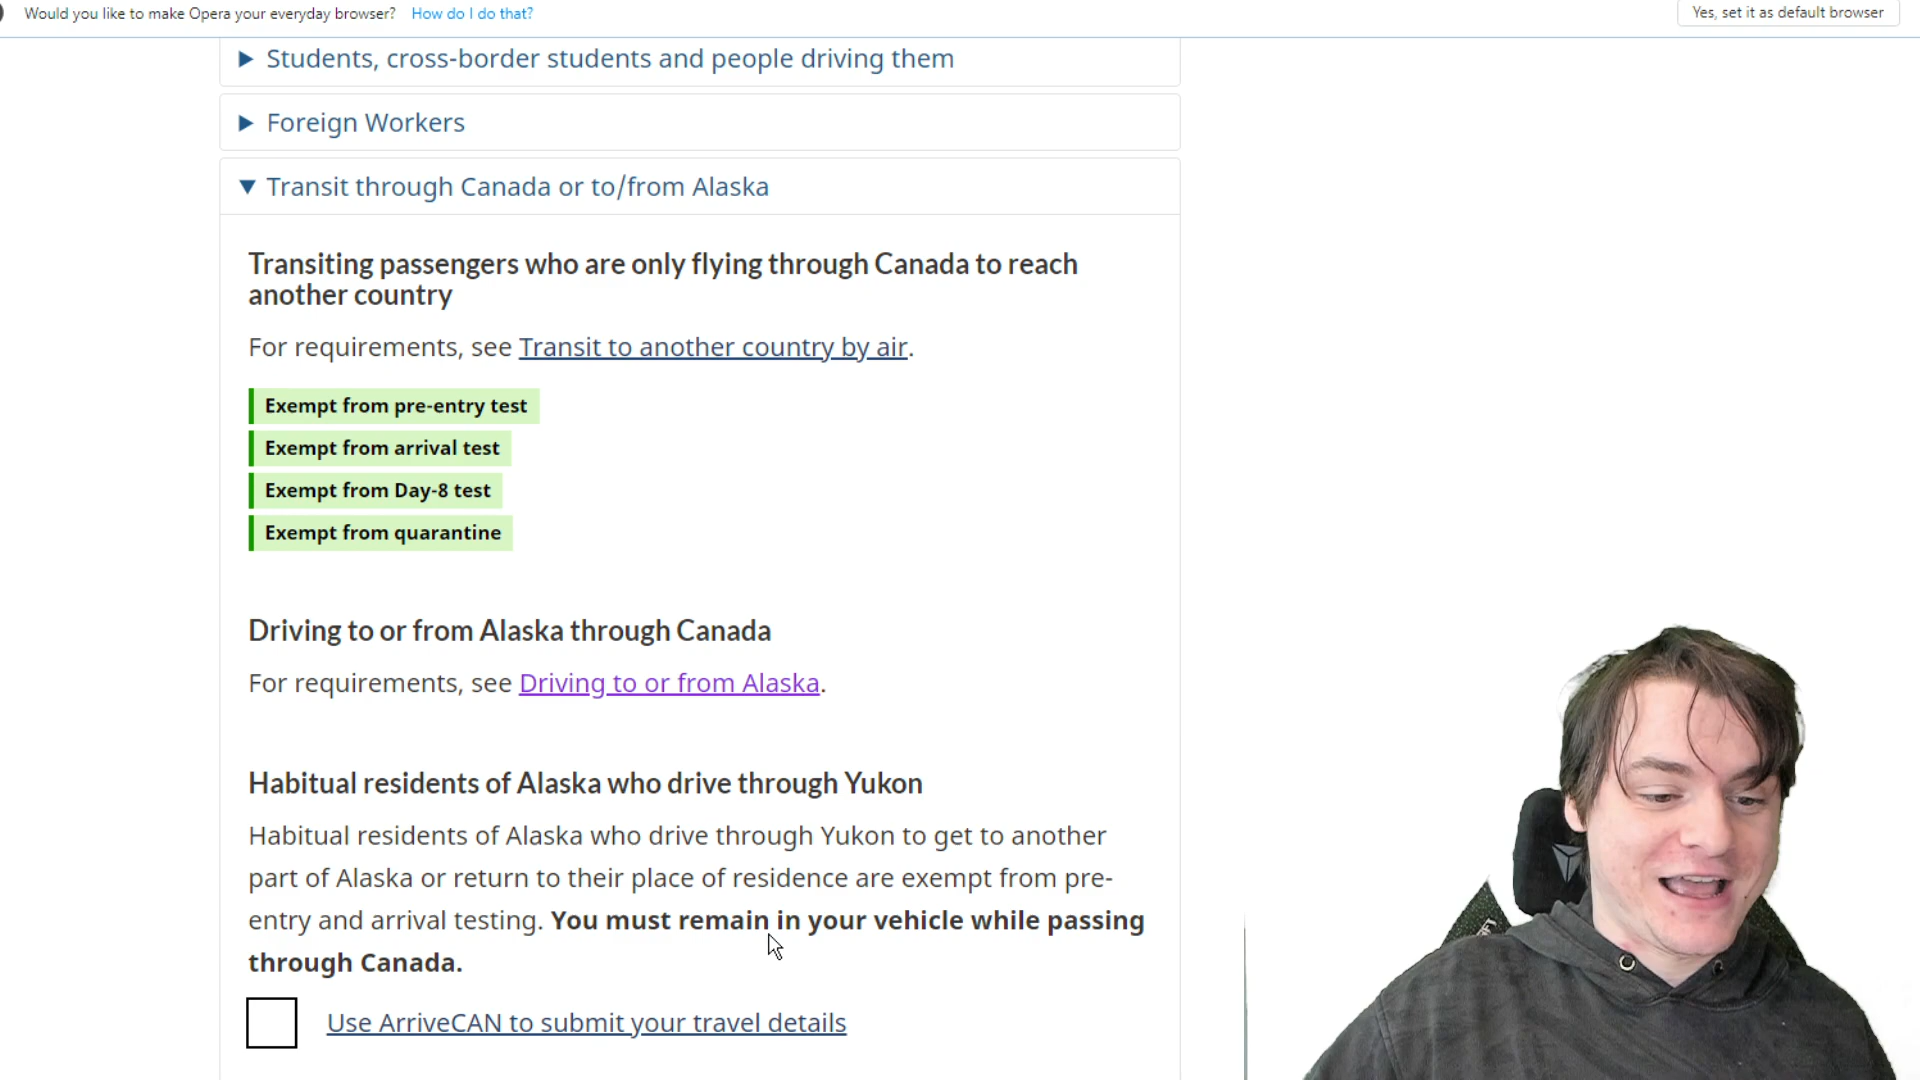 Would you like to make Opera your everyday browser? How do I do that? Yes, set it as default browser
▶ Students, cross-border students and people driving them
▶ Foreign Workers
▼ Transit through Canada or to/from Alaska
Transiting passengers who are only flying through Canada to reach
another country
For requirements, see Transit to another country by air.
Exempt from pre-entry test
Exempt from arrival test
Exempt from Day-8 test
Exempt from quarantine
Driving to or from Alaska through Canada
For requirements, see Driving to or from Alaska.
Habitual residents of Alaska who drive through Yukon
Habitual residents of Alaska who drive through Yukon to get to another
part of Alaska or return to their place of residence are exempt from pre-
entry and arrival testing. You must remain in your vehicle while passing
through Canada.
Use ArriveCAN to submit your travel details